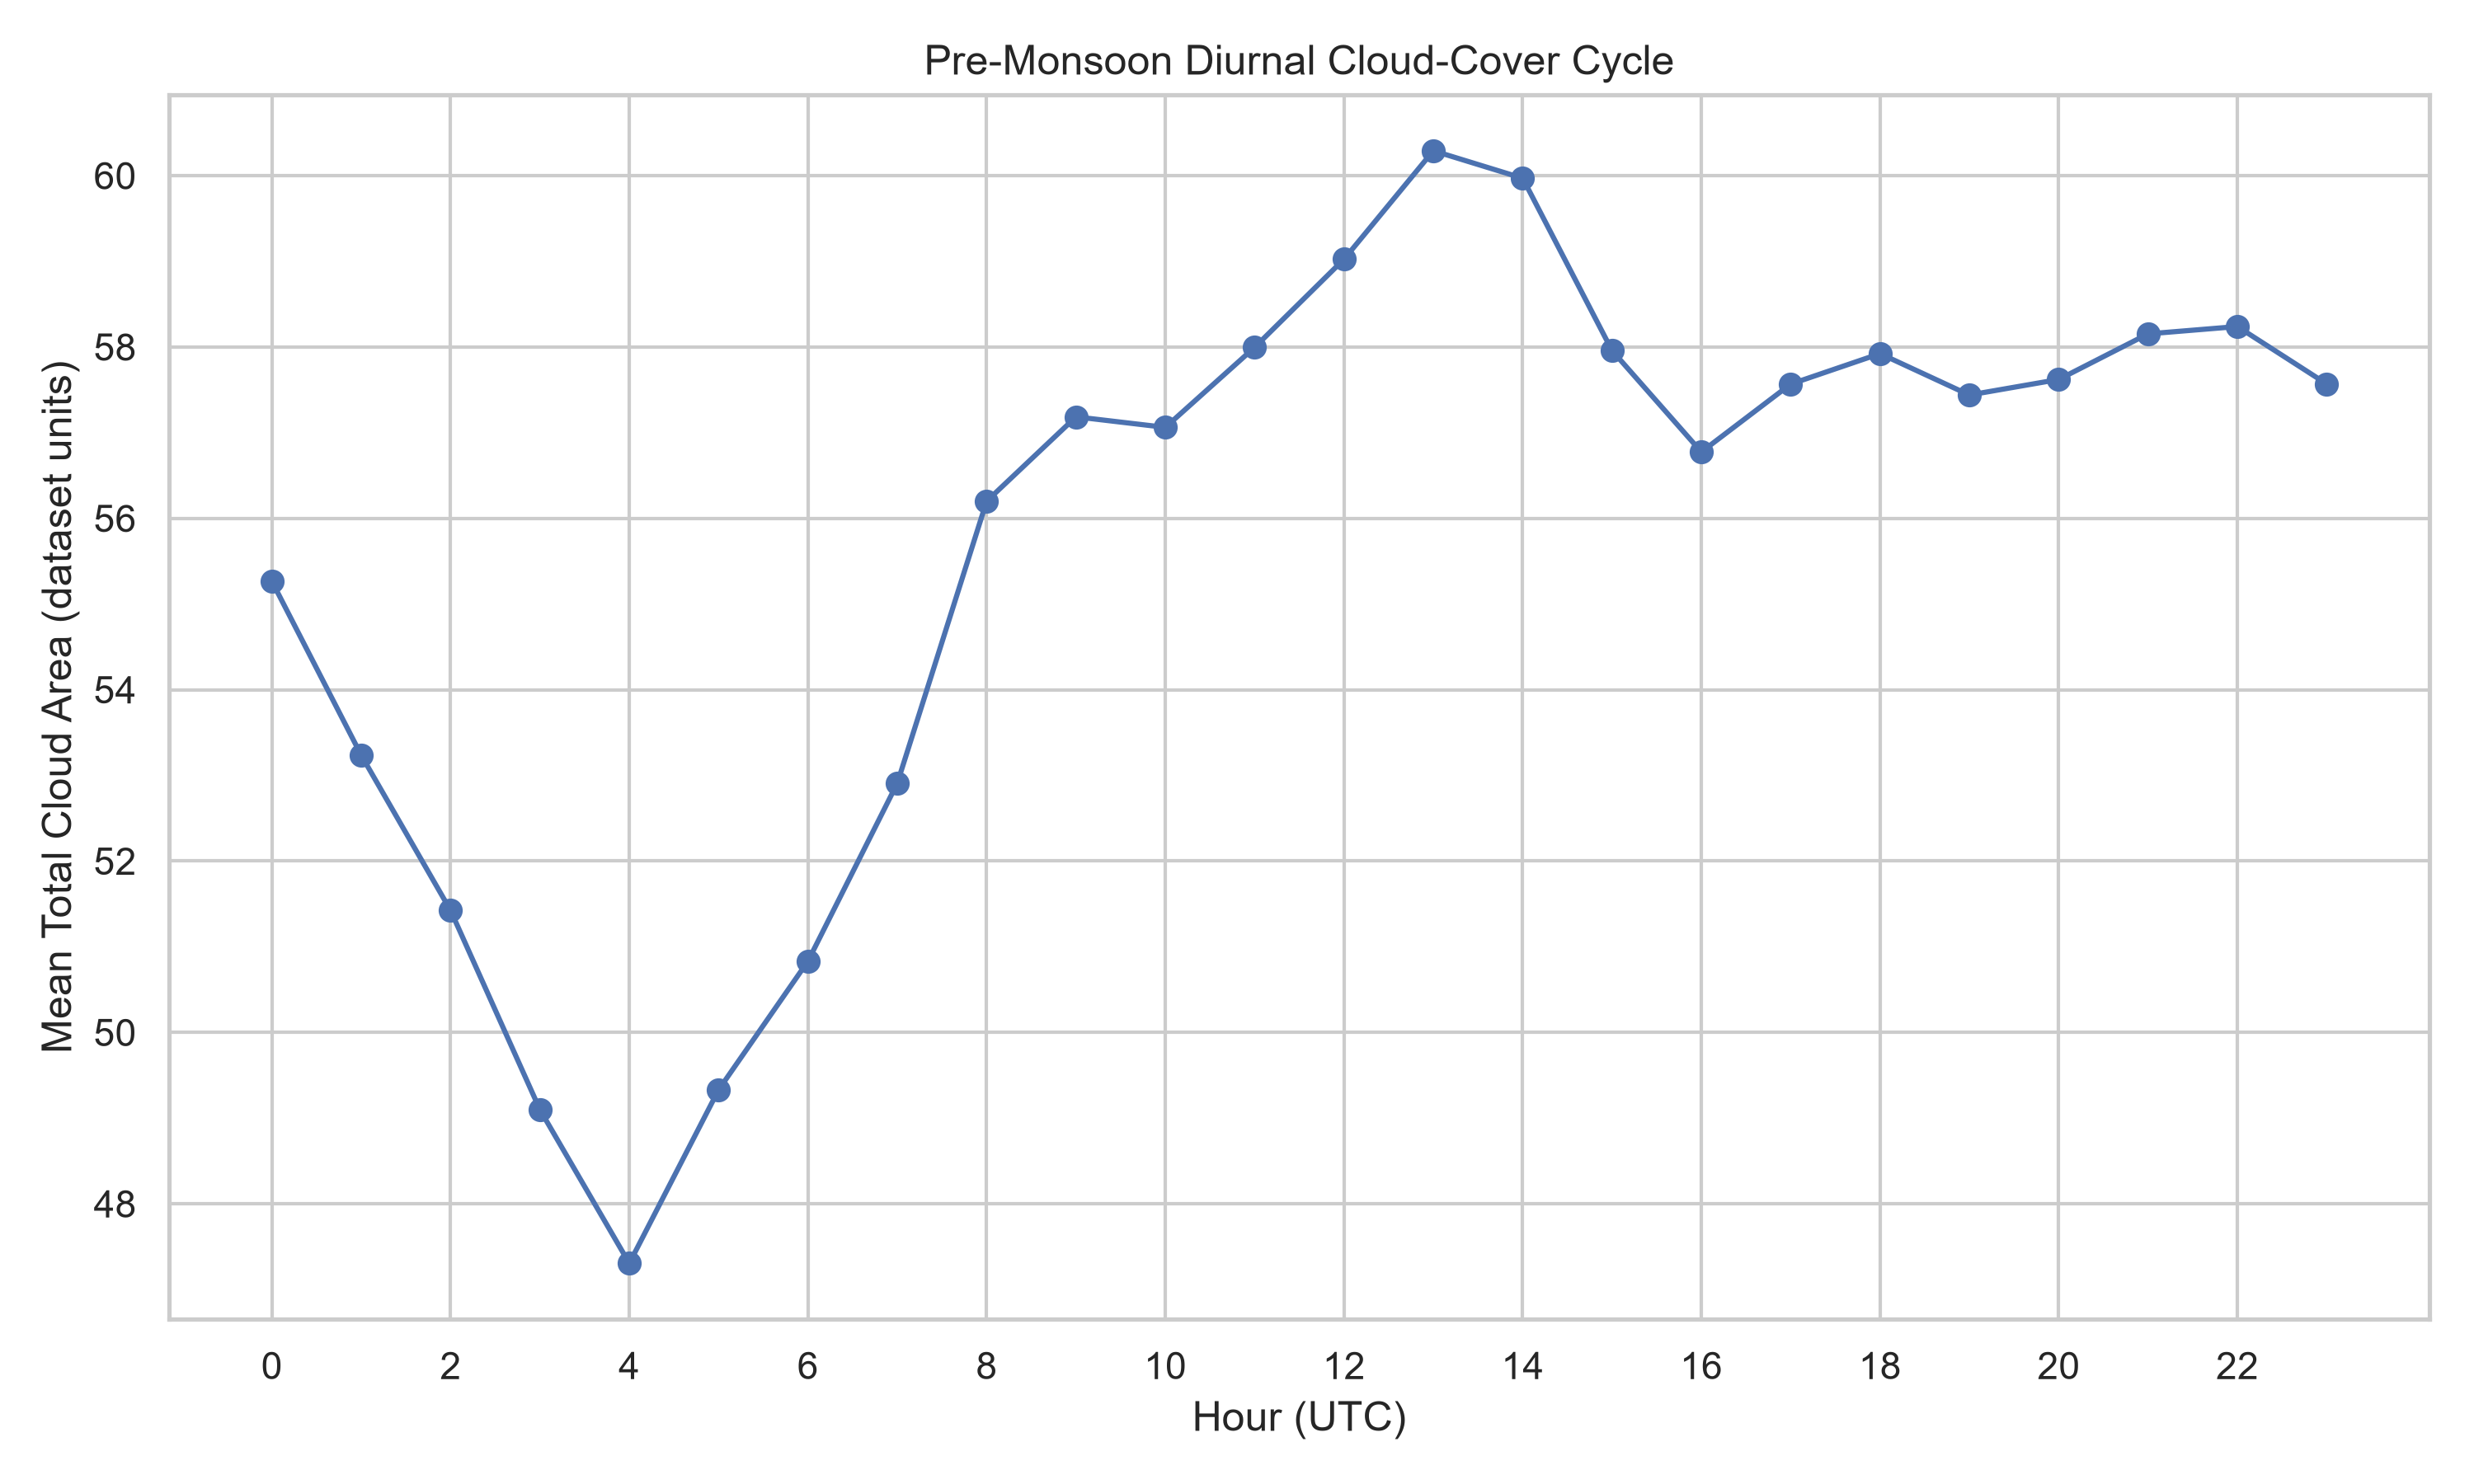 Pre-Monsoon Diurnal Cloud-Cover Cycle
Mean Total Cloud Area (dataset units)
60
58
56
54
52
50
48
0 2 4 6 8 10 12 14 16 18 20 22
Hour (UTC)